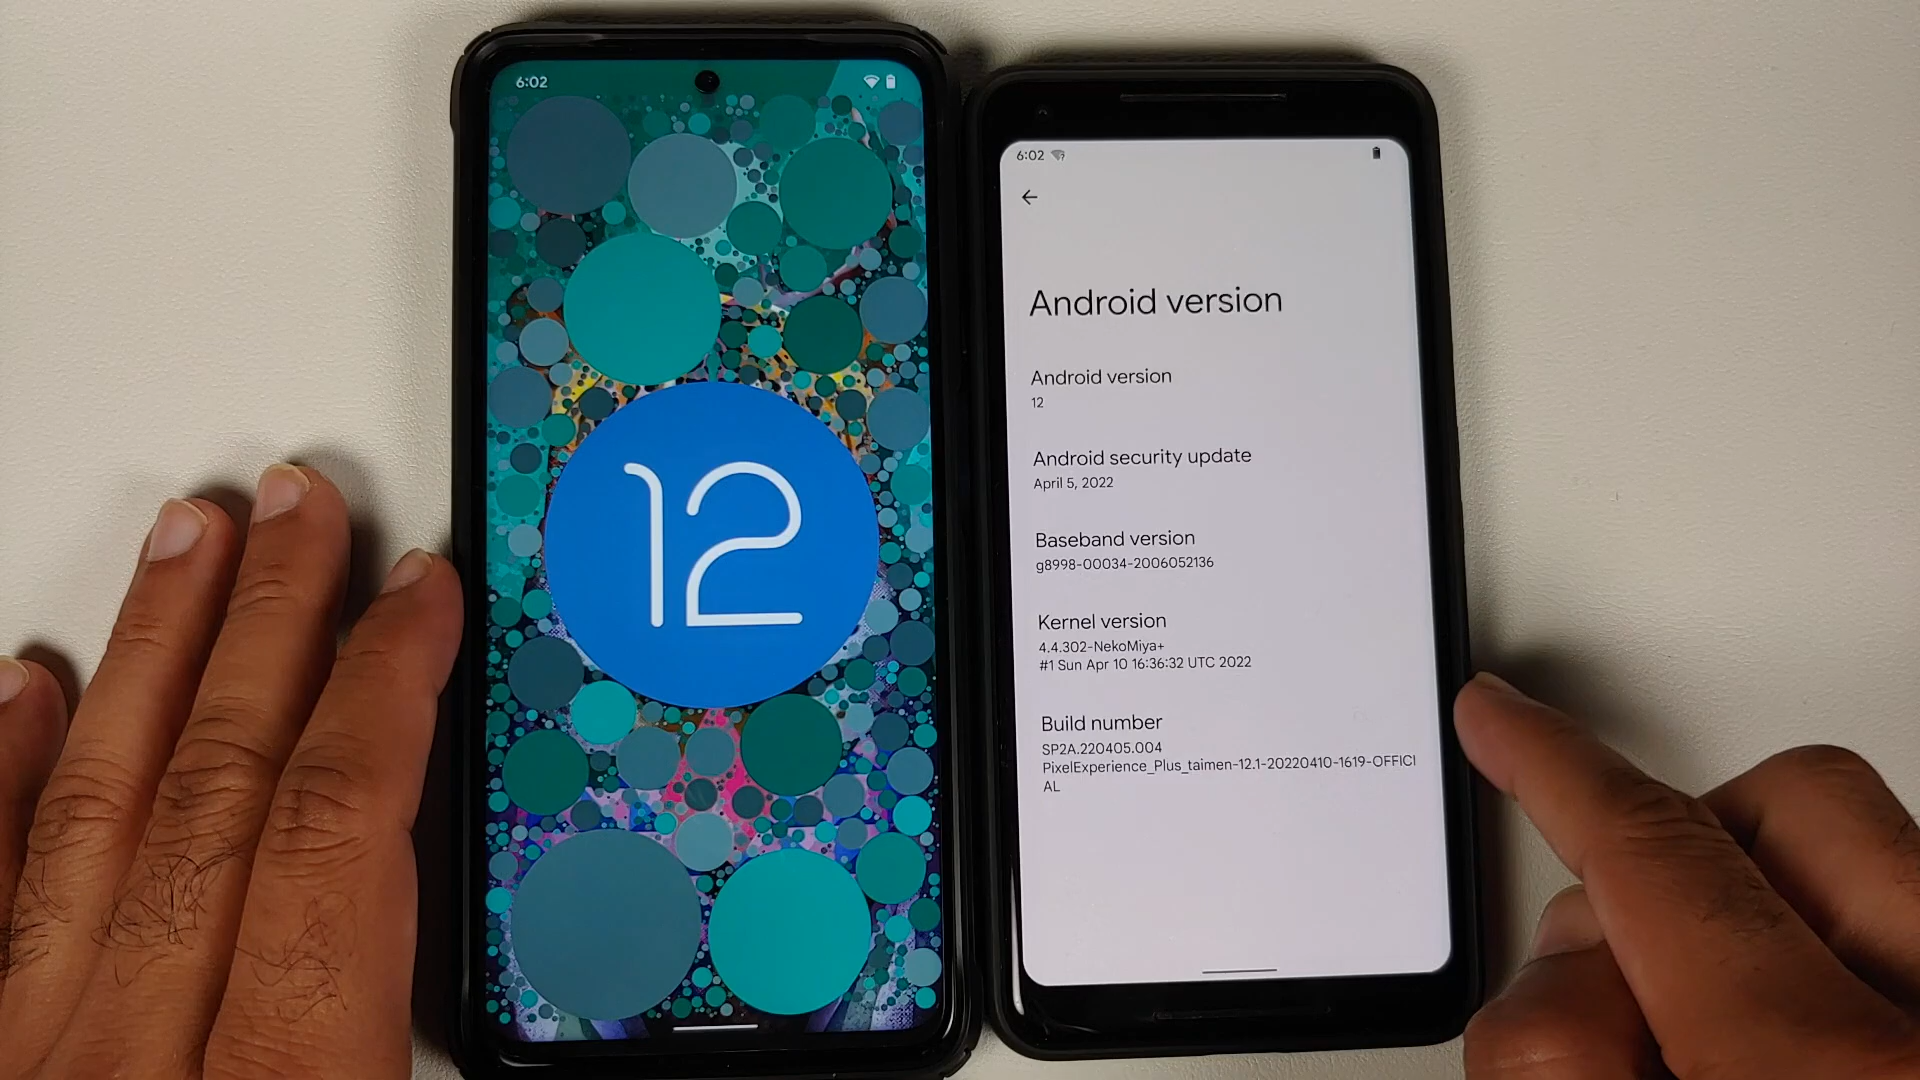 6:02
12
6:02
Android version
Android version
12
Android security update
April 5, 2022
Baseband version
g8998-00034-2006052136
Kernel version
4.4.302-NekoMiya+
#1 Sun Apr 10 16:36:32 UTC 2022
Build number
SP2A.220405.004
PixelExperience_Plus_taimen-12.1-20220410-1619-OFFICI
AL